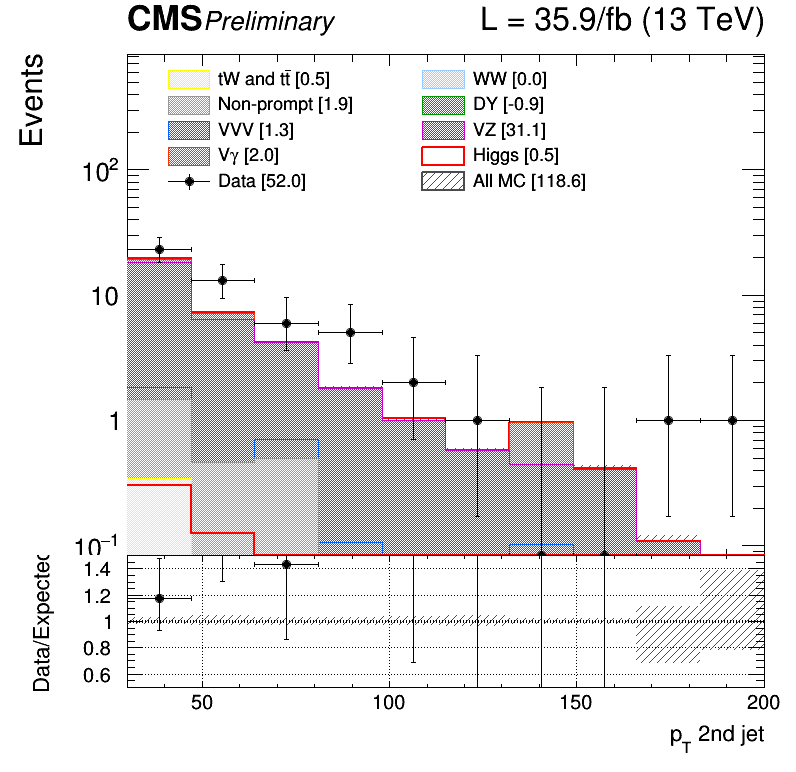 CMS Preliminary L = 35.9/fb (13 TeV)
Events
tW and tt̄ [0.5] WW [0.0]
Non-prompt [1.9] DY [-0.9]
VVV [1.3] VZ [31.1]
Vγ [2.0] Higgs [0.5]
Data [52.0] All MC [118.6]
10²
10
1
10⁻¹
Data/Expected
1.4
1.2
1
0.8
0.6
50 100 150 200
p_T 2nd jet